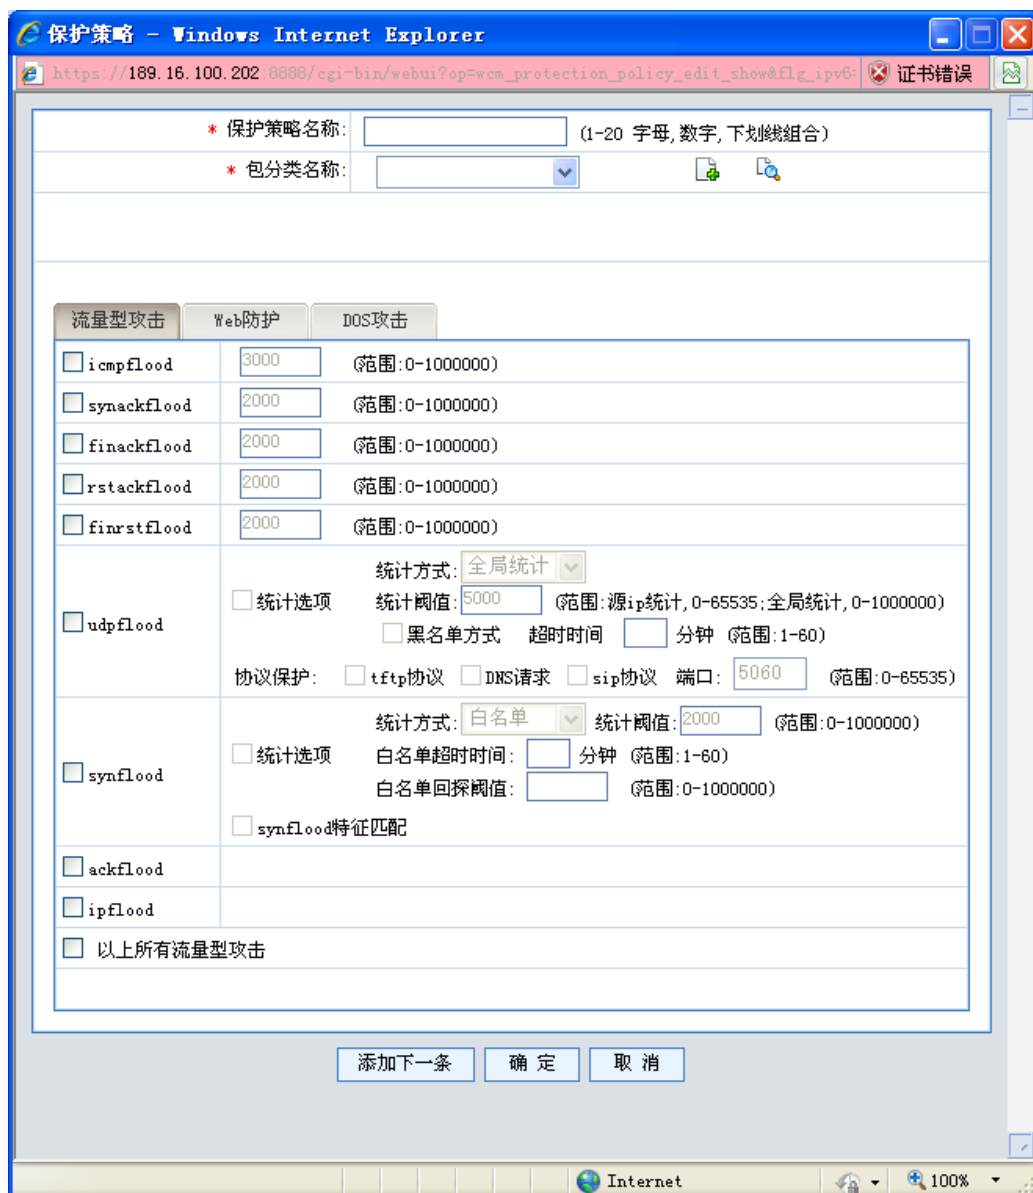 保护策略 - Windows Internet Explorer
https://189.16.100.202:8888/cgi-bin/webui?op=wcm_protection_policy_edit_show&flg_ipv6= 证书错误
* 保护策略名称: (1-20 字母,数字,下划线组合)
* 包分类名称:
流量型攻击 Web防护 DOS攻击
icmpflood 3000 (范围:0-1000000)
synackflood 2000 (范围:0-1000000)
finackflood 2000 (范围:0-1000000)
rstackflood 2000 (范围:0-1000000)
finrstflood 2000 (范围:0-1000000)
统计方式: 全局统计
udpflood 统计选项 统计阈值: 5000 (范围:源ip统计,0-65535;全局统计,0-1000000)
黑名单方式 超时时间 分钟 (范围:1-60)
协议保护: tftp协议 DNS请求 sip协议 端口: 5060 (范围:0-65535)
统计方式: 白名单 统计阈值: 2000 (范围:0-1000000)
synflood 统计选项 白名单超时时间: 分钟 (范围:1-60)
白名单回探阈值: (范围:0-1000000)
synflood特征匹配
ackflood
ipflood
以上所有流量型攻击
添加下一条 确 定 取 消
Internet 100%